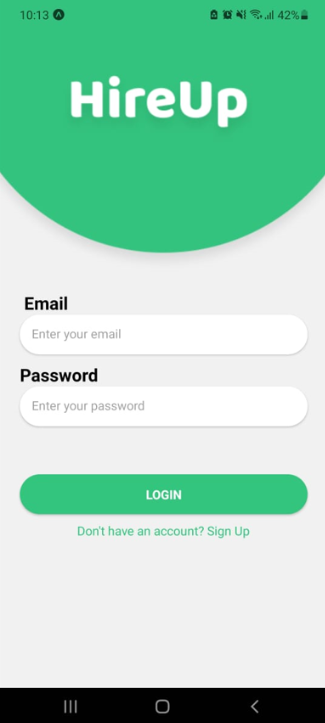 10:13
42%
HireUp
Email
Enter your email
Password
Enter your password
LOGIN
Don't have an account? Sign Up